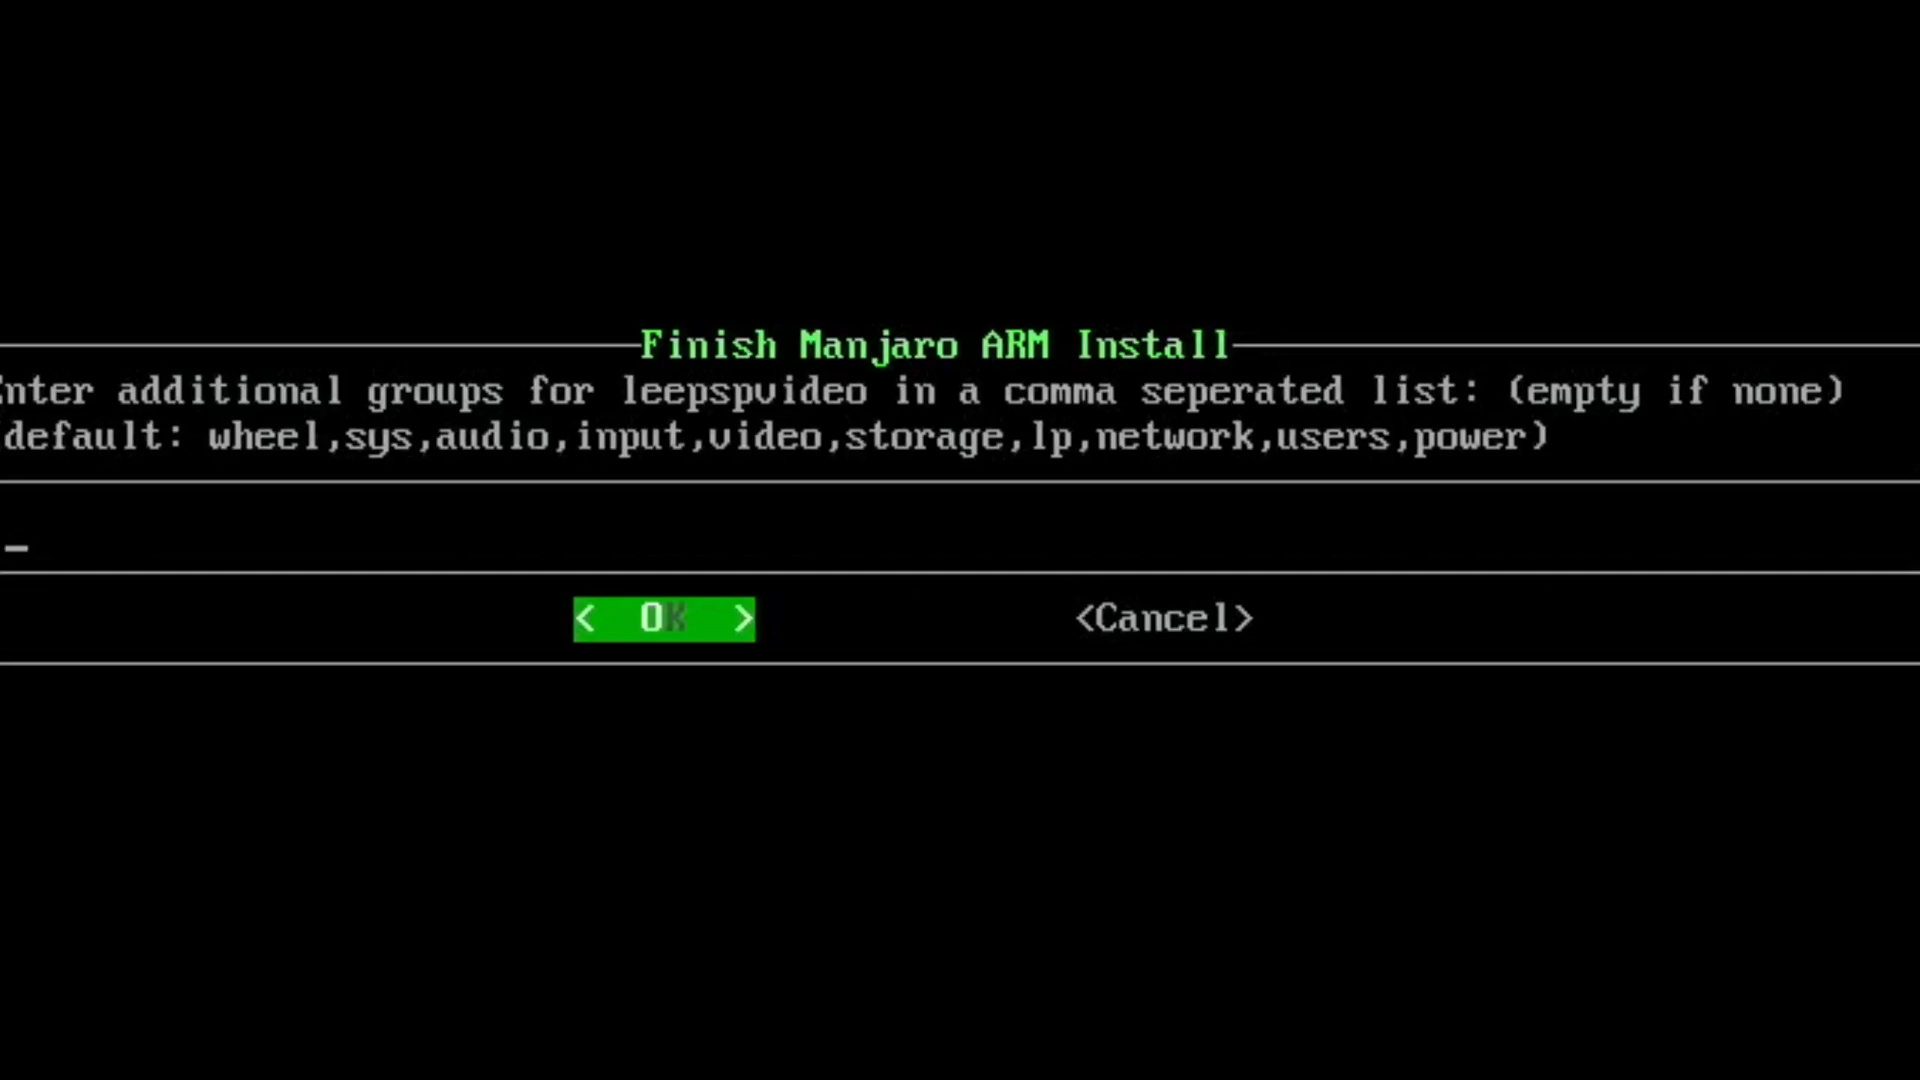 Finish Manjaro ARM Install
Enter additional groups for leepspvideo in a comma seperated list: (empty if none)
(default: wheel,sys,audio,input,video,storage,lp,network,users,power)
< OK >
<Cancel>